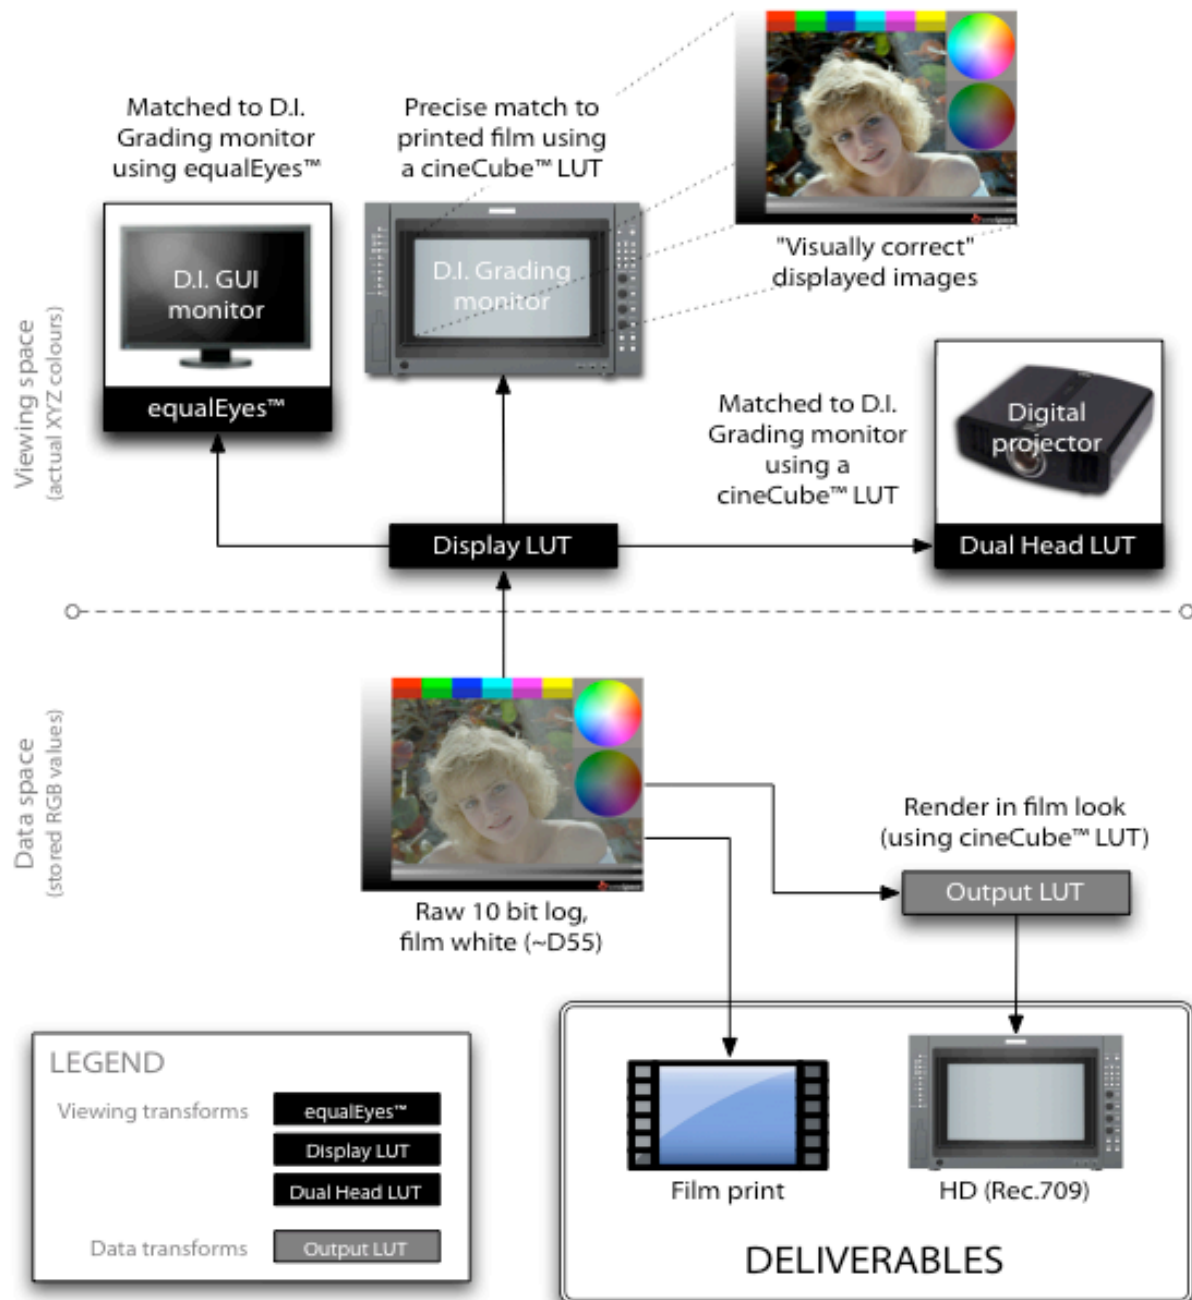 Matched to D.I.
Grading monitor
using equalEyes™
Precise match to
printed film using
a cineCube™ LUT
D.I. GUI
monitor
equalEyes™
D.I. Grading
monitor
"Visually correct"
displayed images
Viewing space
(actual XYZ colours)
Matched to D.I.
Grading monitor
using a
cineCube™ LUT
Digital
projector
Display LUT
Dual Head LUT
Data space
(stored RGB values)
Raw 10 bit log,
film white (~D55)
Render in film look
(using cineCube™ LUT)
Output LUT
LEGEND
Viewing transforms
equalEyes™
Display LUT
Dual Head LUT
Data transforms
Output LUT
Film print
HD (Rec.709)
DELIVERABLES